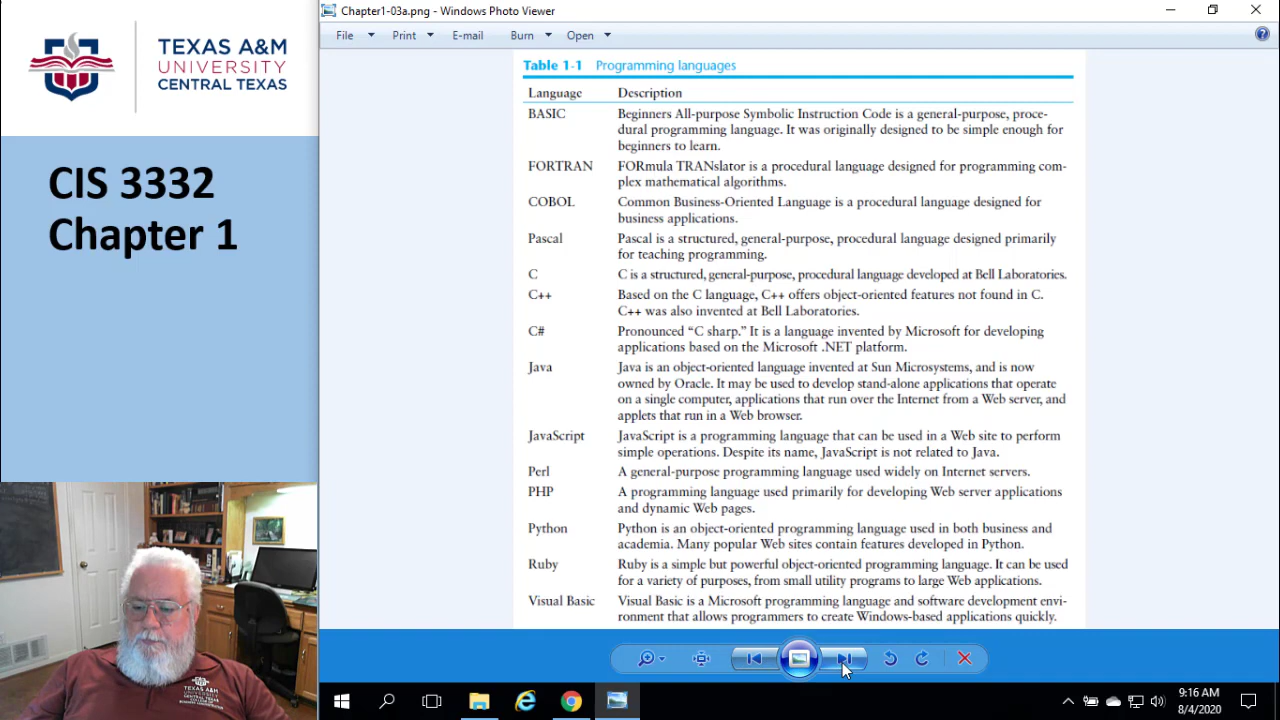 TEXAS A&M
UNIVERSITY
CENTRAL TEXAS
CIS 3332
Chapter 1
Chapter1-03a.png - Windows Photo Viewer
File Print E-mail Burn Open
Table 1-1 Programming languages
Language Description
BASIC Beginners All-purpose Symbolic Instruction Code is a general-purpose, proce-
dural programming language. It was originally designed to be simple enough for
beginners to learn.
FORTRAN FORmula TRANslator is a procedural language designed for programming com-
plex mathematical algorithms.
COBOL Common Business-Oriented Language is a procedural language designed for
business applications.
Pascal Pascal is a structured, general-purpose, procedural language designed primarily
for teaching programming.
C C is a structured, general-purpose, procedural language developed at Bell Laboratories.
C++ Based on the C language, C++ offers object-oriented features not found in C.
C++ was also invented at Bell Laboratories.
C# Pronounced “C sharp.” It is a language invented by Microsoft for developing
applications based on the Microsoft .NET platform.
Java Java is an object-oriented language invented at Sun Microsystems, and is now
owned by Oracle. It may be used to develop stand-alone applications that operate
on a single computer, applications that run over the Internet from a Web server, and
applets that run in a Web browser.
JavaScript JavaScript is a programming language that can be used in a Web site to perform
simple operations. Despite its name, JavaScript is not related to Java.
Perl A general-purpose programming language used widely on Internet servers.
PHP A programming language used primarily for developing Web server applications
and dynamic Web pages.
Python Python is an object-oriented programming language used in both business and
academia. Many popular Web sites contain features developed in Python.
Ruby Ruby is a simple but powerful object-oriented programming language. It can be used
for a variety of purposes, from small utility programs to large Web applications.
Visual Basic Visual Basic is a Microsoft programming language and software development envi-
ronment that allows programmers to create Windows-based applications quickly.
TEXAS A&M
9:16 AM
8/4/2020